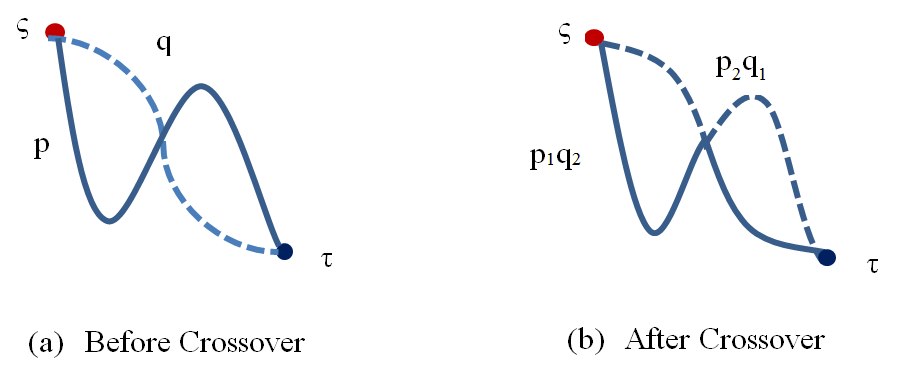 ς
q
p
τ
(a) Before Crossover
ς
p₂q₁
p₁q₂
τ
(b) After Crossover